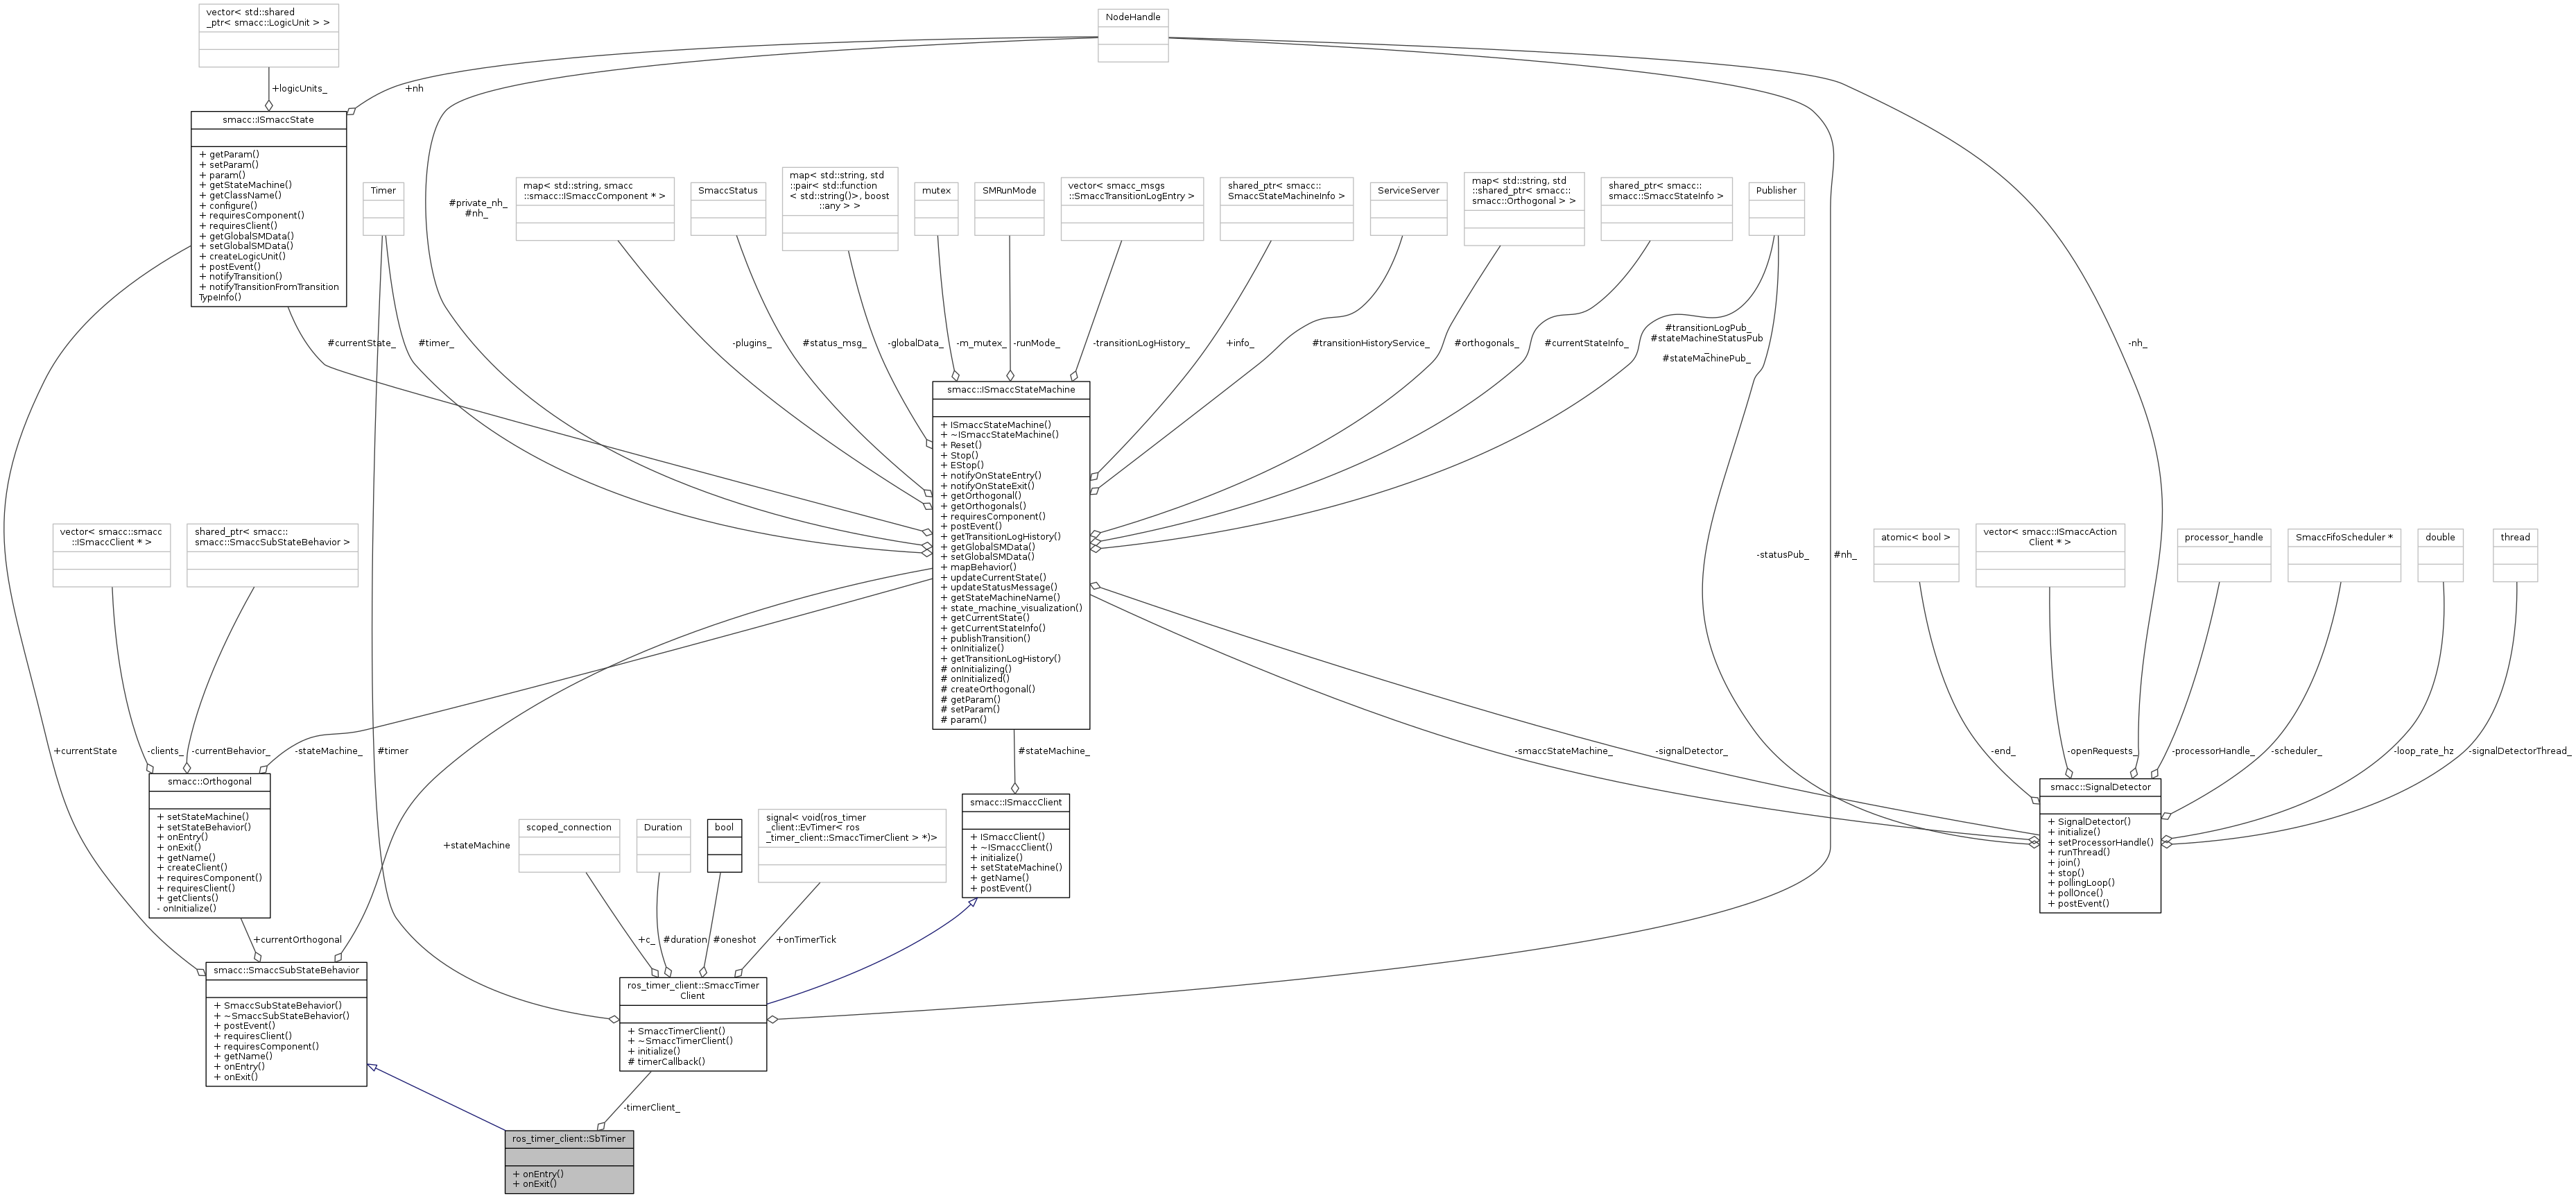 vector< std::shared
_ptr< smacc::LogicUnit > >
NodeHandle
+logicUnits_
+nh
smacc::ISmaccState
+ getParam()
+ setParam()
+ param()
+ getStateMachine()
+ getClassName()
+ configure()
+ requiresComponent()
+ requiresClient()
+ getGlobalSMData()
+ setGlobalSMData()
+ createLogicUnit()
+ postEvent()
+ notifyTransition()
+ notifyTransitionFromTransition
TypeInfo()
Timer
#private_nh_
#nh_
map< std::string, smacc
::smacc::ISmaccComponent * >
SmaccStatus
map< std::string, std
::pair< std::function
< std::string()>, boost
::any > >
mutex
SMRunMode
vector< smacc_msgs
::SmaccTransitionLogEntry >
shared_ptr< smacc::
SmaccStateMachineInfo >
ServiceServer
map< std::string, std
::shared_ptr< smacc::
smacc::Orthogonal > >
shared_ptr< smacc::
smacc::SmaccStateInfo >
Publisher
#currentState_
#timer_
-plugins_
#status_msg_
-globalData_
-m_mutex_
-runMode_
-transitionLogHistory_
+info_
#transitionHistoryService_
#orthogonals_
#currentStateInfo_
#transitionLogPub_
#stateMachineStatusPub
_
#stateMachinePub_
-nh_
smacc::ISmaccStateMachine
+ ISmaccStateMachine()
+ ~ISmaccStateMachine()
+ Reset()
+ Stop()
+ EStop()
+ notifyOnStateEntry()
+ notifyOnStateExit()
+ getOrthogonal()
+ getOrthogonals()
+ requiresComponent()
+ postEvent()
+ getTransitionLogHistory()
+ getGlobalSMData()
+ setGlobalSMData()
+ mapBehavior()
+ updateCurrentState()
+ updateStatusMessage()
+ getStateMachineName()
+ state_machine_visualization()
+ getCurrentState()
+ getCurrentStateInfo()
+ publishTransition()
+ onInitialize()
+ getTransitionLogHistory()
# onInitializing()
# onInitialized()
# createOrthogonal()
# getParam()
# setParam()
# param()
vector< smacc::smacc
::ISmaccClient * >
shared_ptr< smacc::
smacc::SmaccSubStateBehavior >
-statusPub_
#nh_
atomic< bool >
vector< smacc::ISmaccAction
Client * >
processor_handle
SmaccFifoScheduler *
double
thread
+currentState
-clients_
-currentBehavior_
-stateMachine_
#timer
#stateMachine_
-smaccStateMachine_
-signalDetector_
-end_
-openRequests_
-processorHandle_
-scheduler_
-loop_rate_hz
-signalDetectorThread_
smacc::Orthogonal
+ setStateMachine()
+ setStateBehavior()
+ onEntry()
+ onExit()
+ getName()
+ createClient()
+ requiresComponent()
+ requiresClient()
+ getClients()
- onInitialize()
+stateMachine
scoped_connection
Duration
bool
signal< void(ros_timer
_client::EvTimer< ros
_timer_client::SmaccTimerClient > *)>
smacc::ISmaccClient
+ ISmaccClient()
+ ~ISmaccClient()
+ initialize()
+ setStateMachine()
+ getName()
+ postEvent()
smacc::SignalDetector
+ SignalDetector()
+ initialize()
+ setProcessorHandle()
+ runThread()
+ join()
+ stop()
+ pollingLoop()
+ pollOnce()
+ postEvent()
+currentOrthogonal
+c_
#duration
#oneshot
+onTimerTick
smacc::SmaccSubStateBehavior
+ SmaccSubStateBehavior()
+ ~SmaccSubStateBehavior()
+ postEvent()
+ requiresClient()
+ requiresComponent()
+ getName()
+ onEntry()
+ onExit()
ros_timer_client::SmaccTimer
Client
+ SmaccTimerClient()
+ ~SmaccTimerClient()
+ initialize()
# timerCallback()
-timerClient_
ros_timer_client::SbTimer
+ onEntry()
+ onExit()